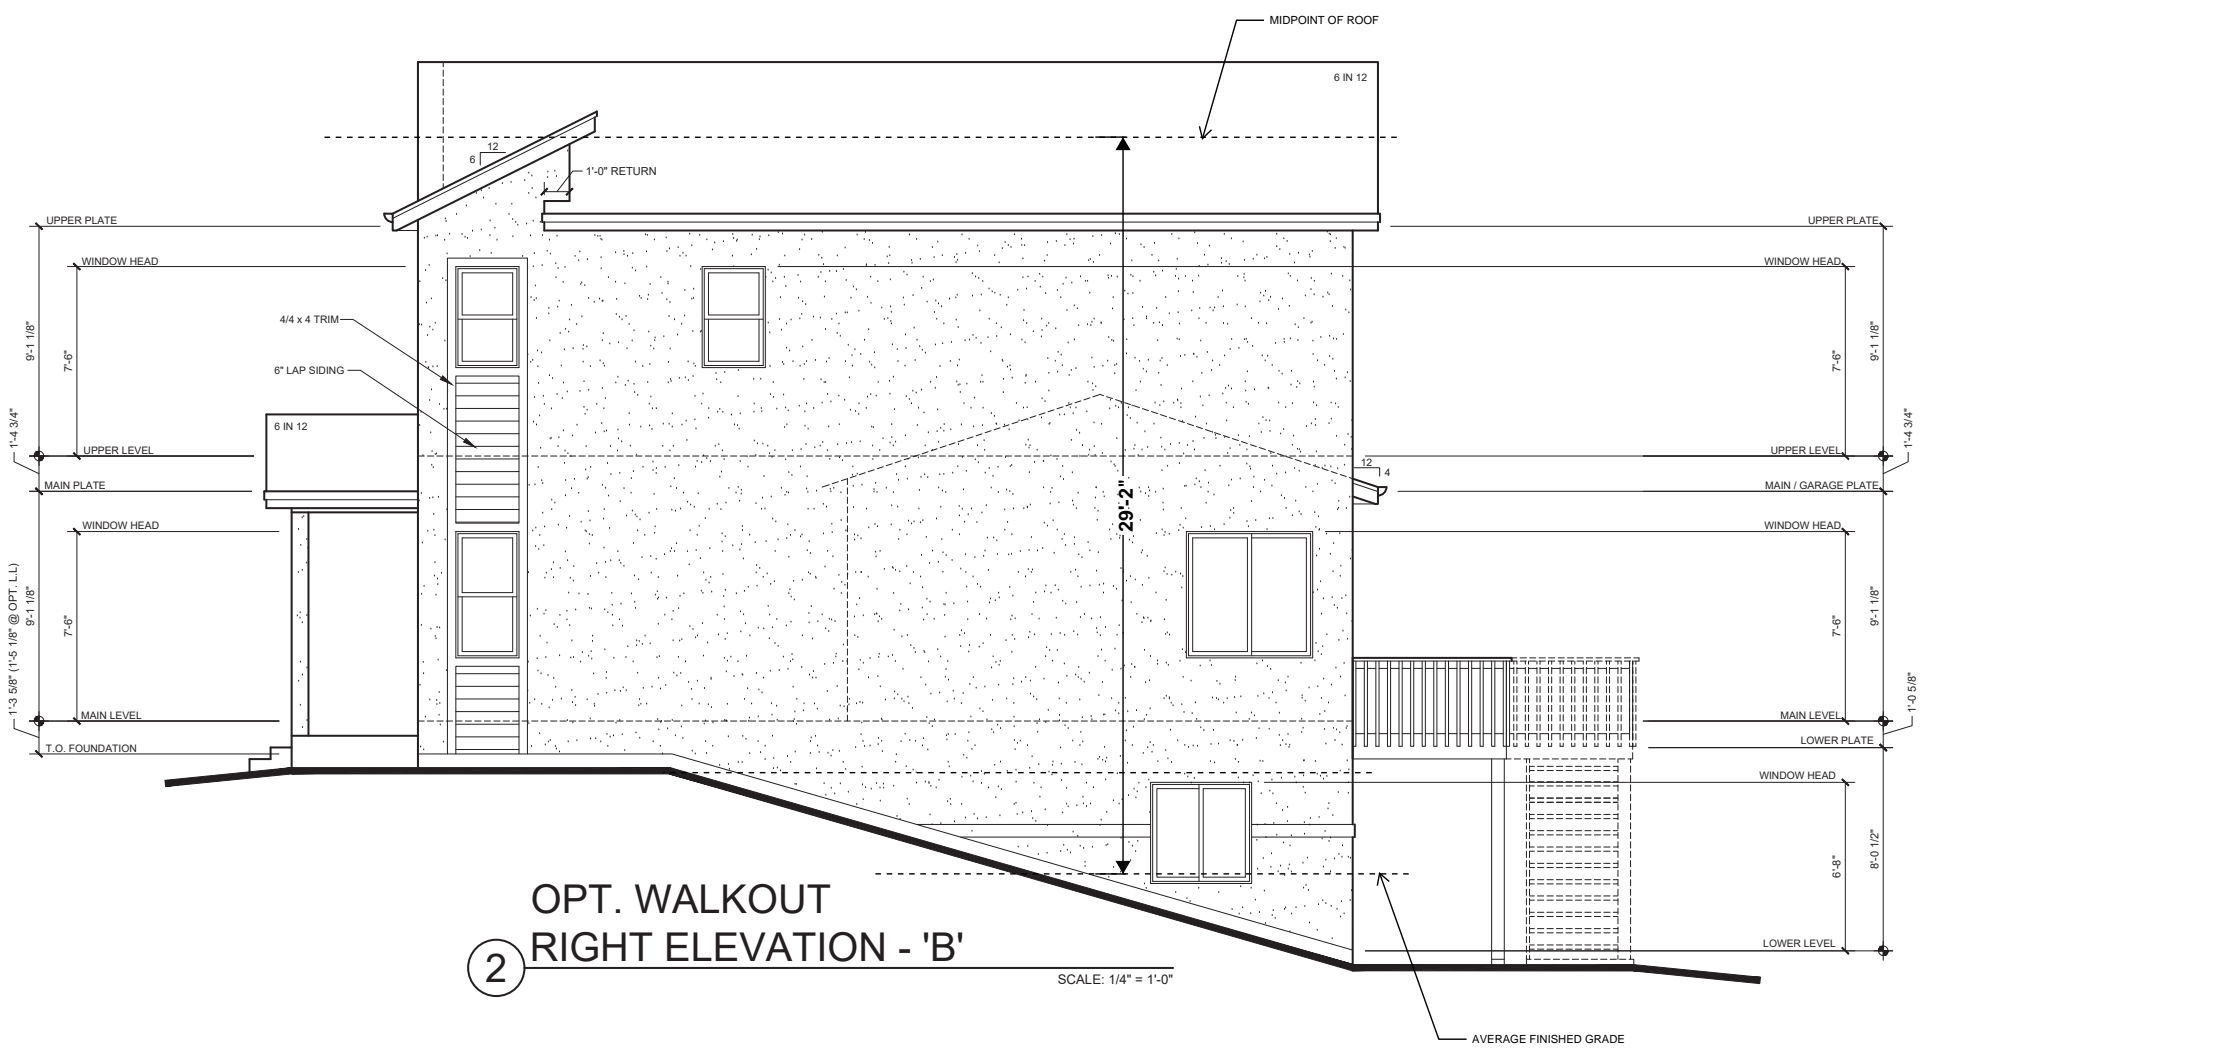 MIDPOINT OF ROOF
6 IN 12
12
6
1'-0" RETURN
UPPER PLATE
UPPER PLATE
WINDOW HEAD
WINDOW HEAD
4/4 x 4 TRIM
9'-1 1/8"
7'-6"
7'-6"
9'-1 1/8"
6" LAP SIDING
1'-4 3/4"
6 IN 12
1'-4 3/4"
UPPER LEVEL
UPPER LEVEL
12
4
MAIN PLATE
MAIN / GARAGE PLATE
29'-2"
WINDOW HEAD
WINDOW HEAD
1'-3 5/8" (1'-5 1/8" @ OPT. L.L)
9'-1 1/8"
7'-6"
7'-6"
9'-1 1/8"
1'-0 5/8"
MAIN LEVEL
MAIN LEVEL
LOWER PLATE
T.O. FOUNDATION
WINDOW HEAD
6'-8"
8'-0 1/2"
OPT. WALKOUT
RIGHT ELEVATION - 'B'
2
LOWER LEVEL
SCALE: 1/4" = 1'-0"
AVERAGE FINISHED GRADE